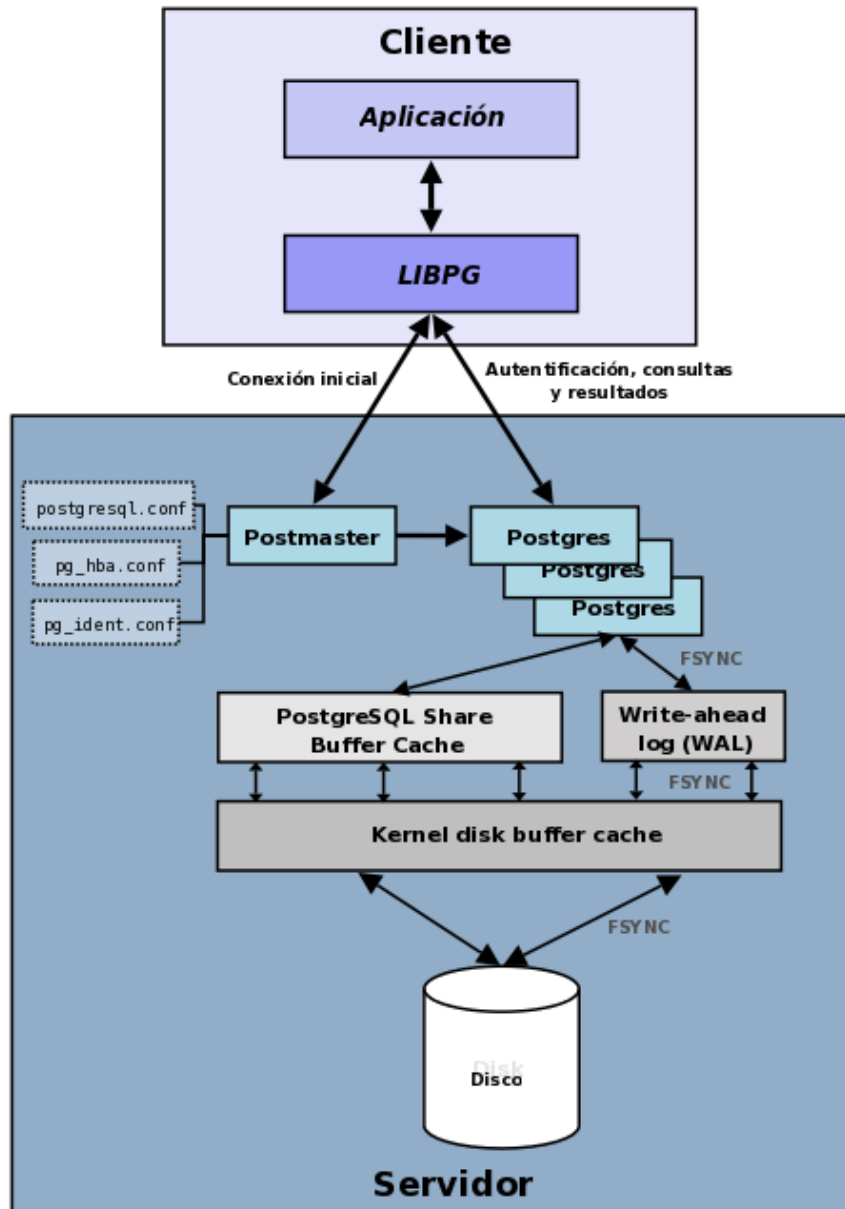 Cliente
Aplicación
LIBPG
Conexión inicial
Autentificación, consultas
y resultados
postgresql.conf
pg_hba.conf
pg_ident.conf
Postmaster
Postgres
Postgres
Postgres
FSYNC
PostgreSQL Share
Buffer Cache
Write-ahead
log (WAL)
FSYNC
Kernel disk buffer cache
FSYNC
Disk
Disco
Servidor